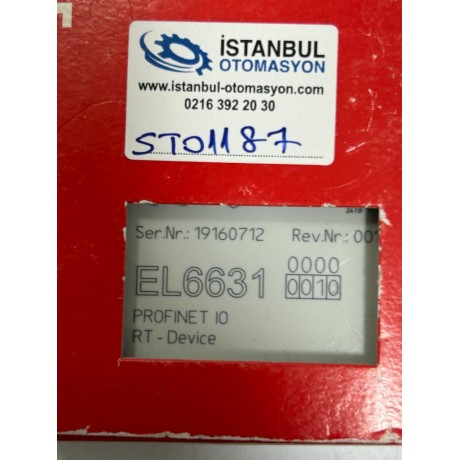 İSTANBUL
OTOMASYON
www.istanbul-otomasyon.com
0216 392 20 30
STO1187
Ser.Nr.: 19160712 Rev.Nr.: 001
0000
EL6631 0010
PROFINET IO
RT - Device